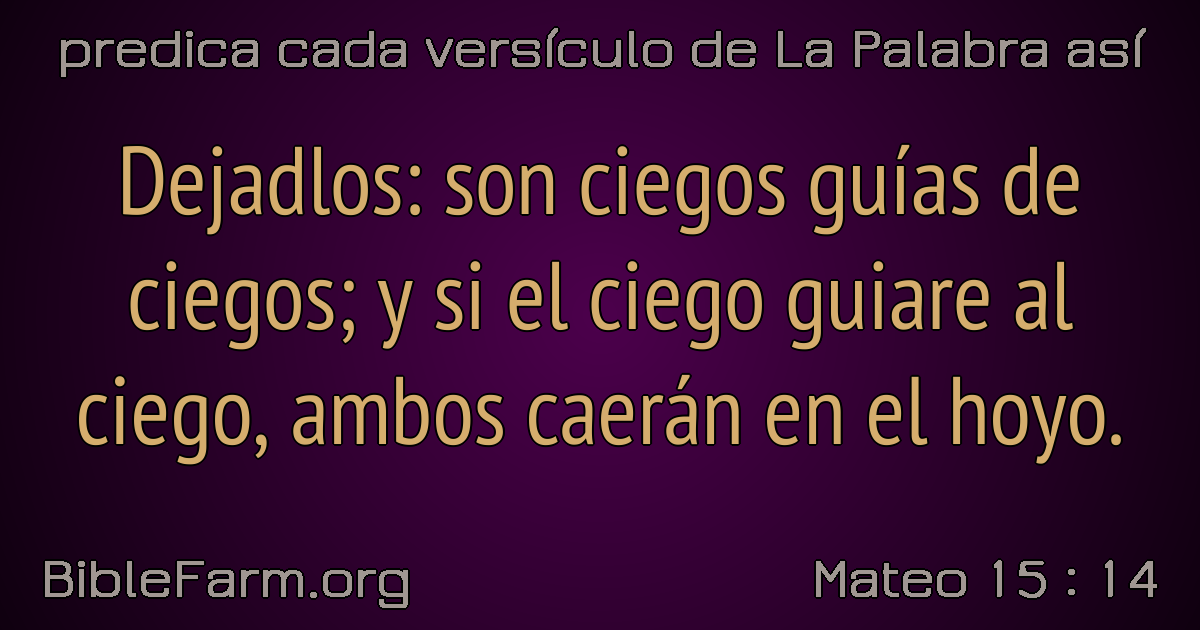 predica cada versículo de La Palabra así
Dejadlos: son ciegos guías de
ciegos; y si el ciego guiare al
ciego, ambos caerán en el hoyo.
BibleFarm.org
Mateo 15 : 14